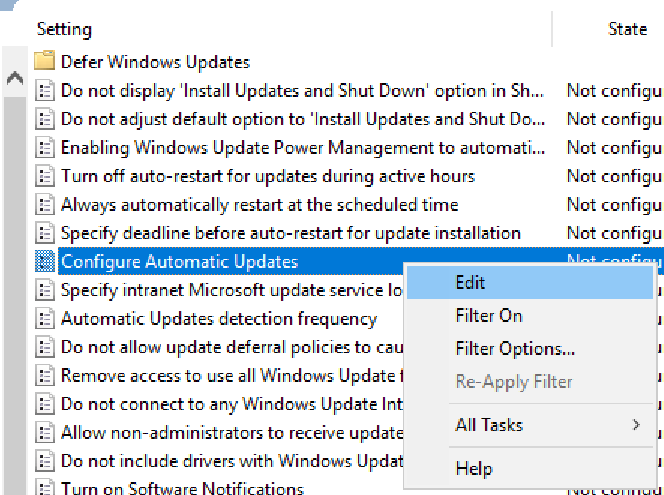 Setting State
Defer Windows Updates
Do not display 'Install Updates and Shut Down' option in Sh... Not configu
Do not adjust default option to 'Install Updates and Shut Do... Not configu
Enabling Windows Update Power Management to automati... Not configu
Turn off auto-restart for updates during active hours Not configu
Always automatically restart at the scheduled time Not configu
Specify deadline before auto-restart for update installation Not configu
Configure Automatic Updates Not configu
Specify intranet Microsoft update service lo
Automatic Updates detection frequency
Do not allow update deferral policies to cau
Remove access to use all Windows Update f
Do not connect to any Windows Update Int
Allow non-administrators to receive update
Do not include drivers with Windows Updat
Turn on Software Notifications Not configu
Edit
Filter On
Filter Options...
Re-Apply Filter
All Tasks
Help